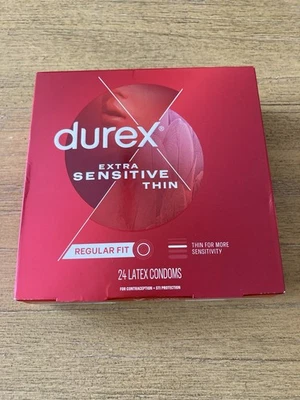 durex
EXTRA
SENSITIVE
THIN
REGULAR FIT
THIN FOR MORE
SENSITIVITY
24 LATEX CONDOMS
FOR CONTRACEPTION + STI PROTECTION